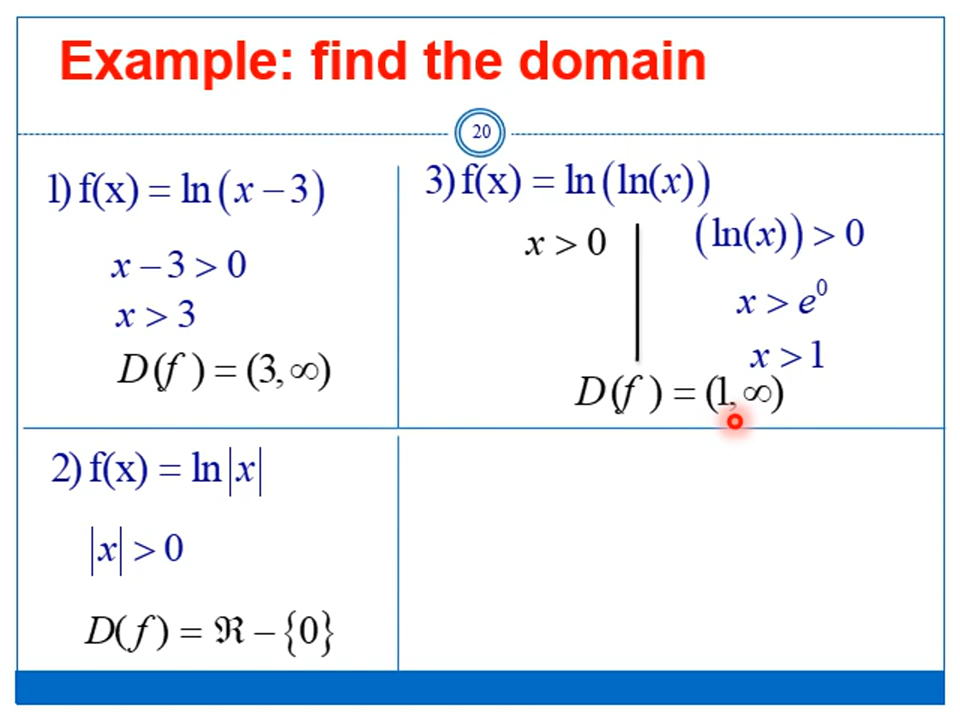 Example: find the domain
20
1) f(x) = ln(x − 3)
x − 3 > 0
x > 3
D(f) = (3, ∞)
2) f(x) = ln|x|
|x| > 0
D(f) = ℜ − {0}
3) f(x) = ln(ln(x))
x > 0
(ln(x)) > 0
x > e⁰
x > 1
D(f) = (1, ∞)